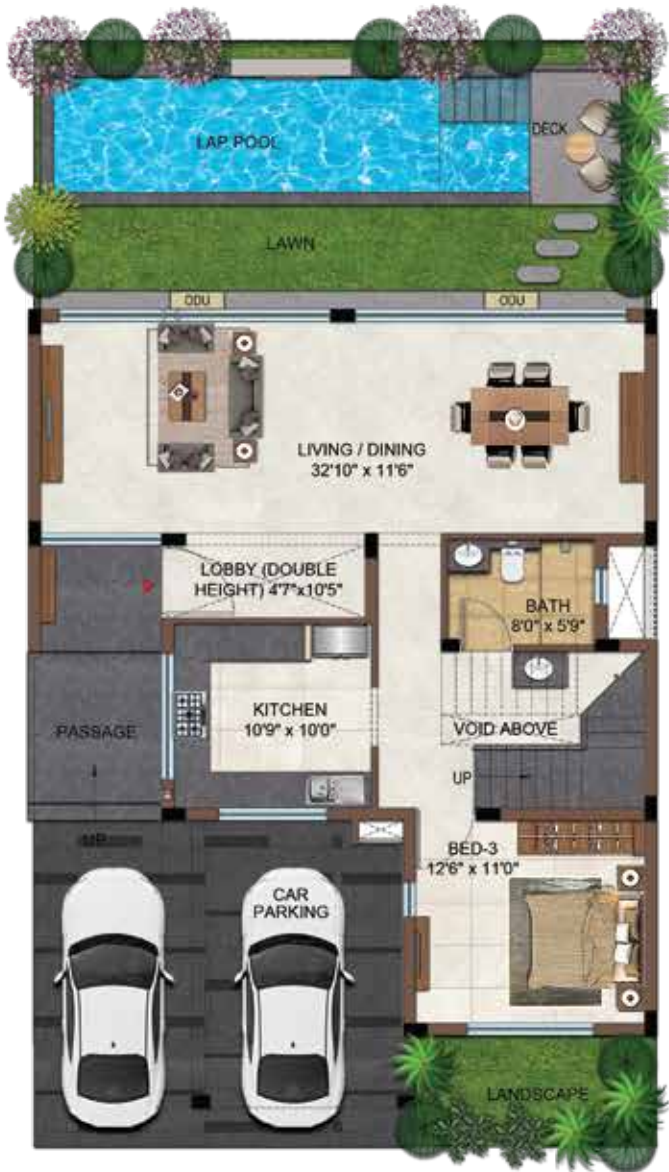 LAP POOL
DECK
LAWN
ODU
ODU
LIVING / DINING
32'10" x 11'6"
LOBBY (DOUBLE
HEIGHT) 4'7"x10'5"
BATH
8'0" x 5'9"
KITCHEN
10'9" x 10'0"
PASSAGE
VOID ABOVE
UP
UP
BED-3
12'6" x 11'0"
CAR
PARKING
LANDSCAPE